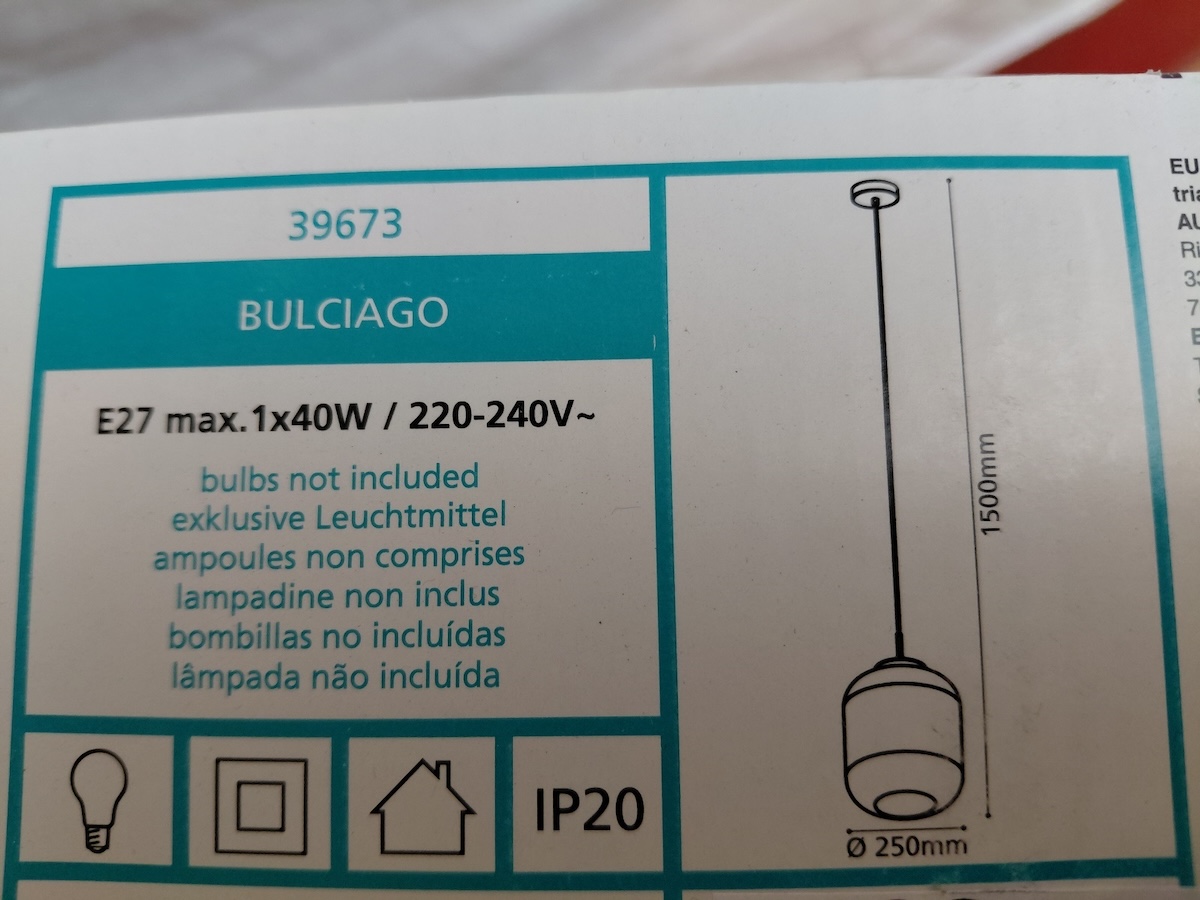 39673
BULCIAGO
E27 max.1x40W / 220-240V~
bulbs not included
exklusive Leuchtmittel
ampoules non comprises
lampadine non inclus
bombillas no incluídas
lâmpada não incluída
IP20
1500mm
Ø 250mm
EU